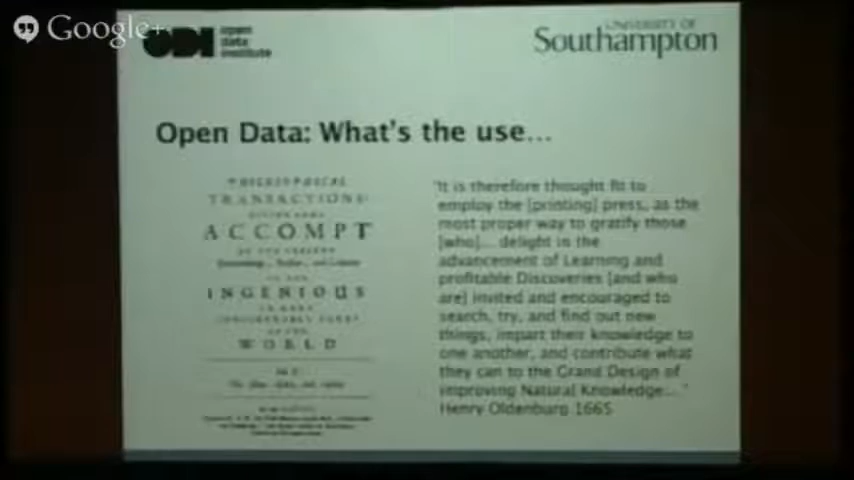 Google+
ODI open
data
institute
UNIVERSITY OF
Southampton
Open Data: What's the use...
PHILOSOPHICAL
TRANSACTIONS
ACCOMPT
INGENIOUS
WORLD
"It is therefore thought fit to
employ the [printing] press, as the
most proper way to gratify those
[who]... delight in the
advancement of Learning and
profitable Discoveries [and who
are] invited and encouraged to
search, try, and find out new
things, impart their knowledge to
one another, and contribute what
they can to the Grand Design of
improving Natural Knowledge..."
Henry Oldenburg 1665